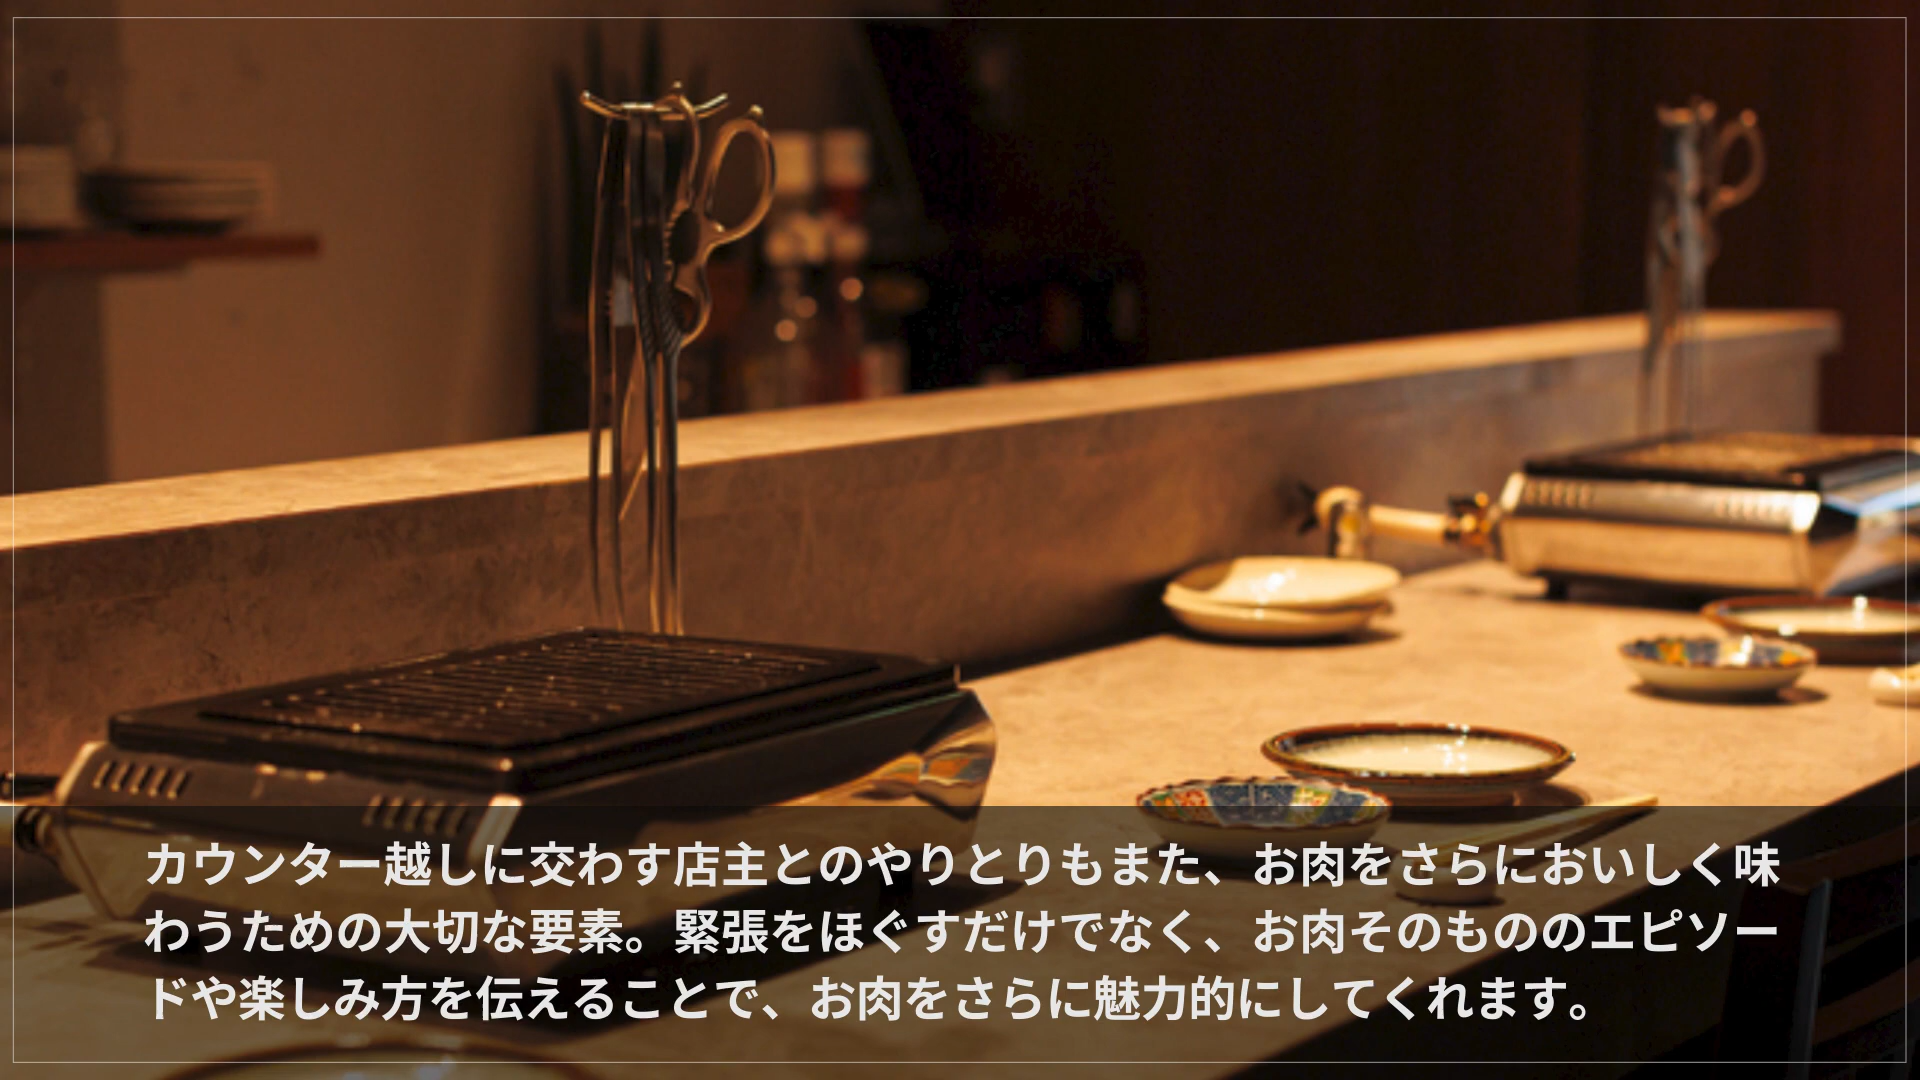 カウンター越しに交わす店主とのやりとりもまた、お肉をさらにおいしく味
わうための大切な要素。緊張をほぐすだけでなく、お肉そのもののエピソー
ドや楽しみ方を伝えることで、お肉をさらに魅力的にしてくれます。